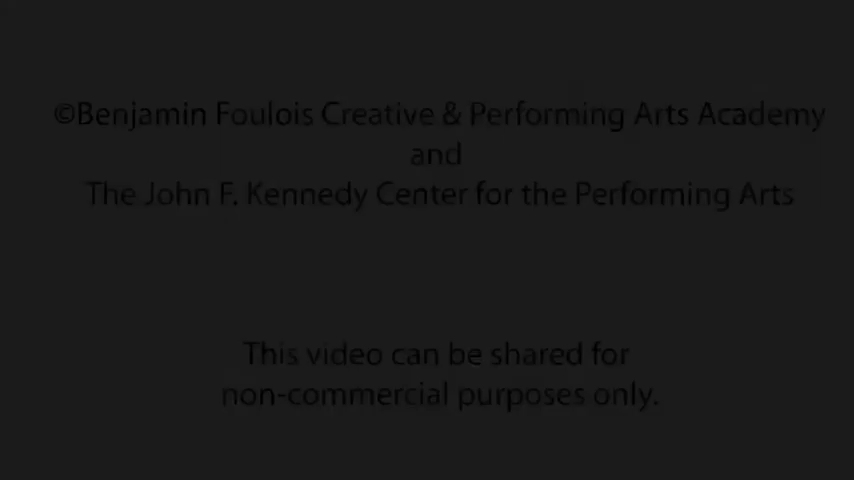 ©Benjamin Foulois Creative & Performing Arts Academy
and
The John F. Kennedy Center for the Performing Arts
This video can be shared for
non-commercial purposes only.